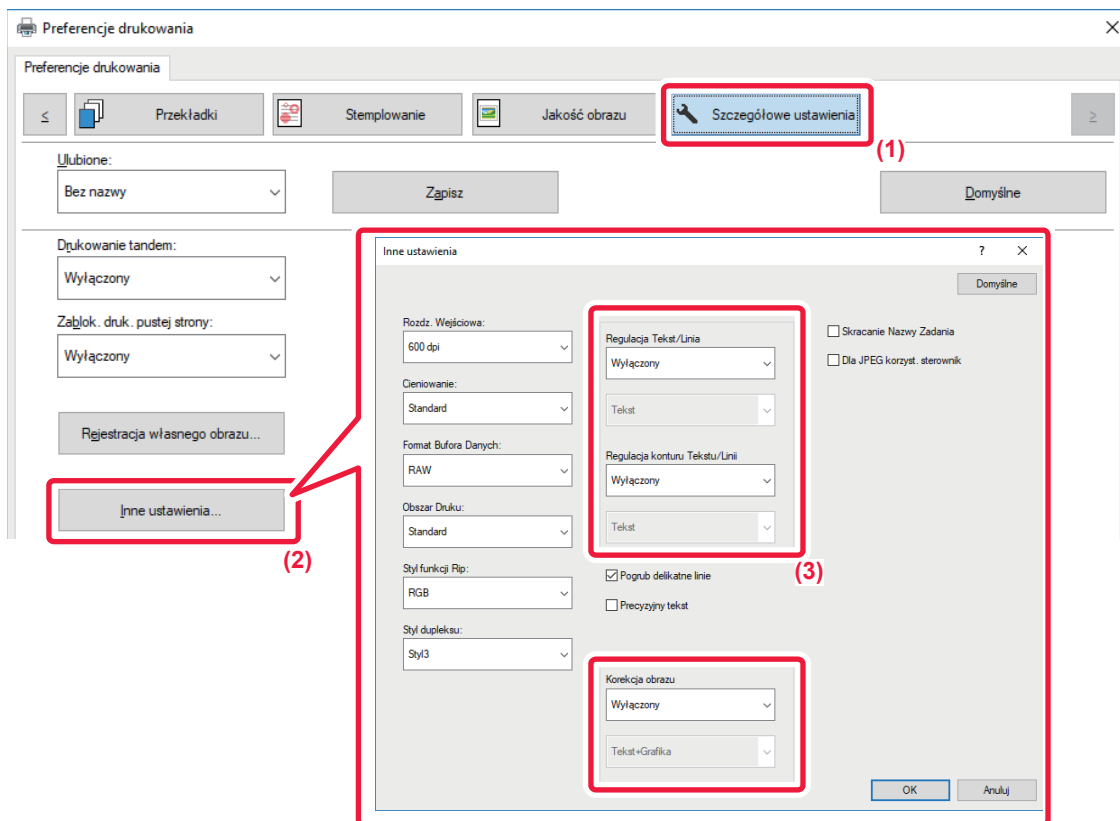 Preferencje drukowania
Preferencje drukowania
<
Przekładki
Stemplowanie
Jakość obrazu
Szczegółowe ustawienia
>
(1)
Ulubione:
Bez nazwy
Zapisz
Domyślne
Drukowanie tandem:
Wyłączony
Zablok. druk. pustej strony:
Wyłączony
Rejestracja własnego obrazu...
Inne ustawienia...
(2)
Inne ustawienia
?
Domyślne
Rozdz. Wejściowa:
600 dpi
Cieniowanie:
Standard
Format Bufora Danych:
RAW
Obszar Druku:
Standard
Styl funkcji Rip:
RGB
Styl dupleksu:
Styl3
Regulacja Tekst/Linia
Wyłączony
Tekst
Regulacja konturu Tekstu/Linii
Wyłączony
Tekst
(3)
Pogrub delikatne linie
Precyzyjny tekst
Korekcja obrazu
Wyłączony
Tekst+Grafika
Skracanie Nazwy Zadania
Dla JPEG korzyst. sterownik
OK
Anuluj